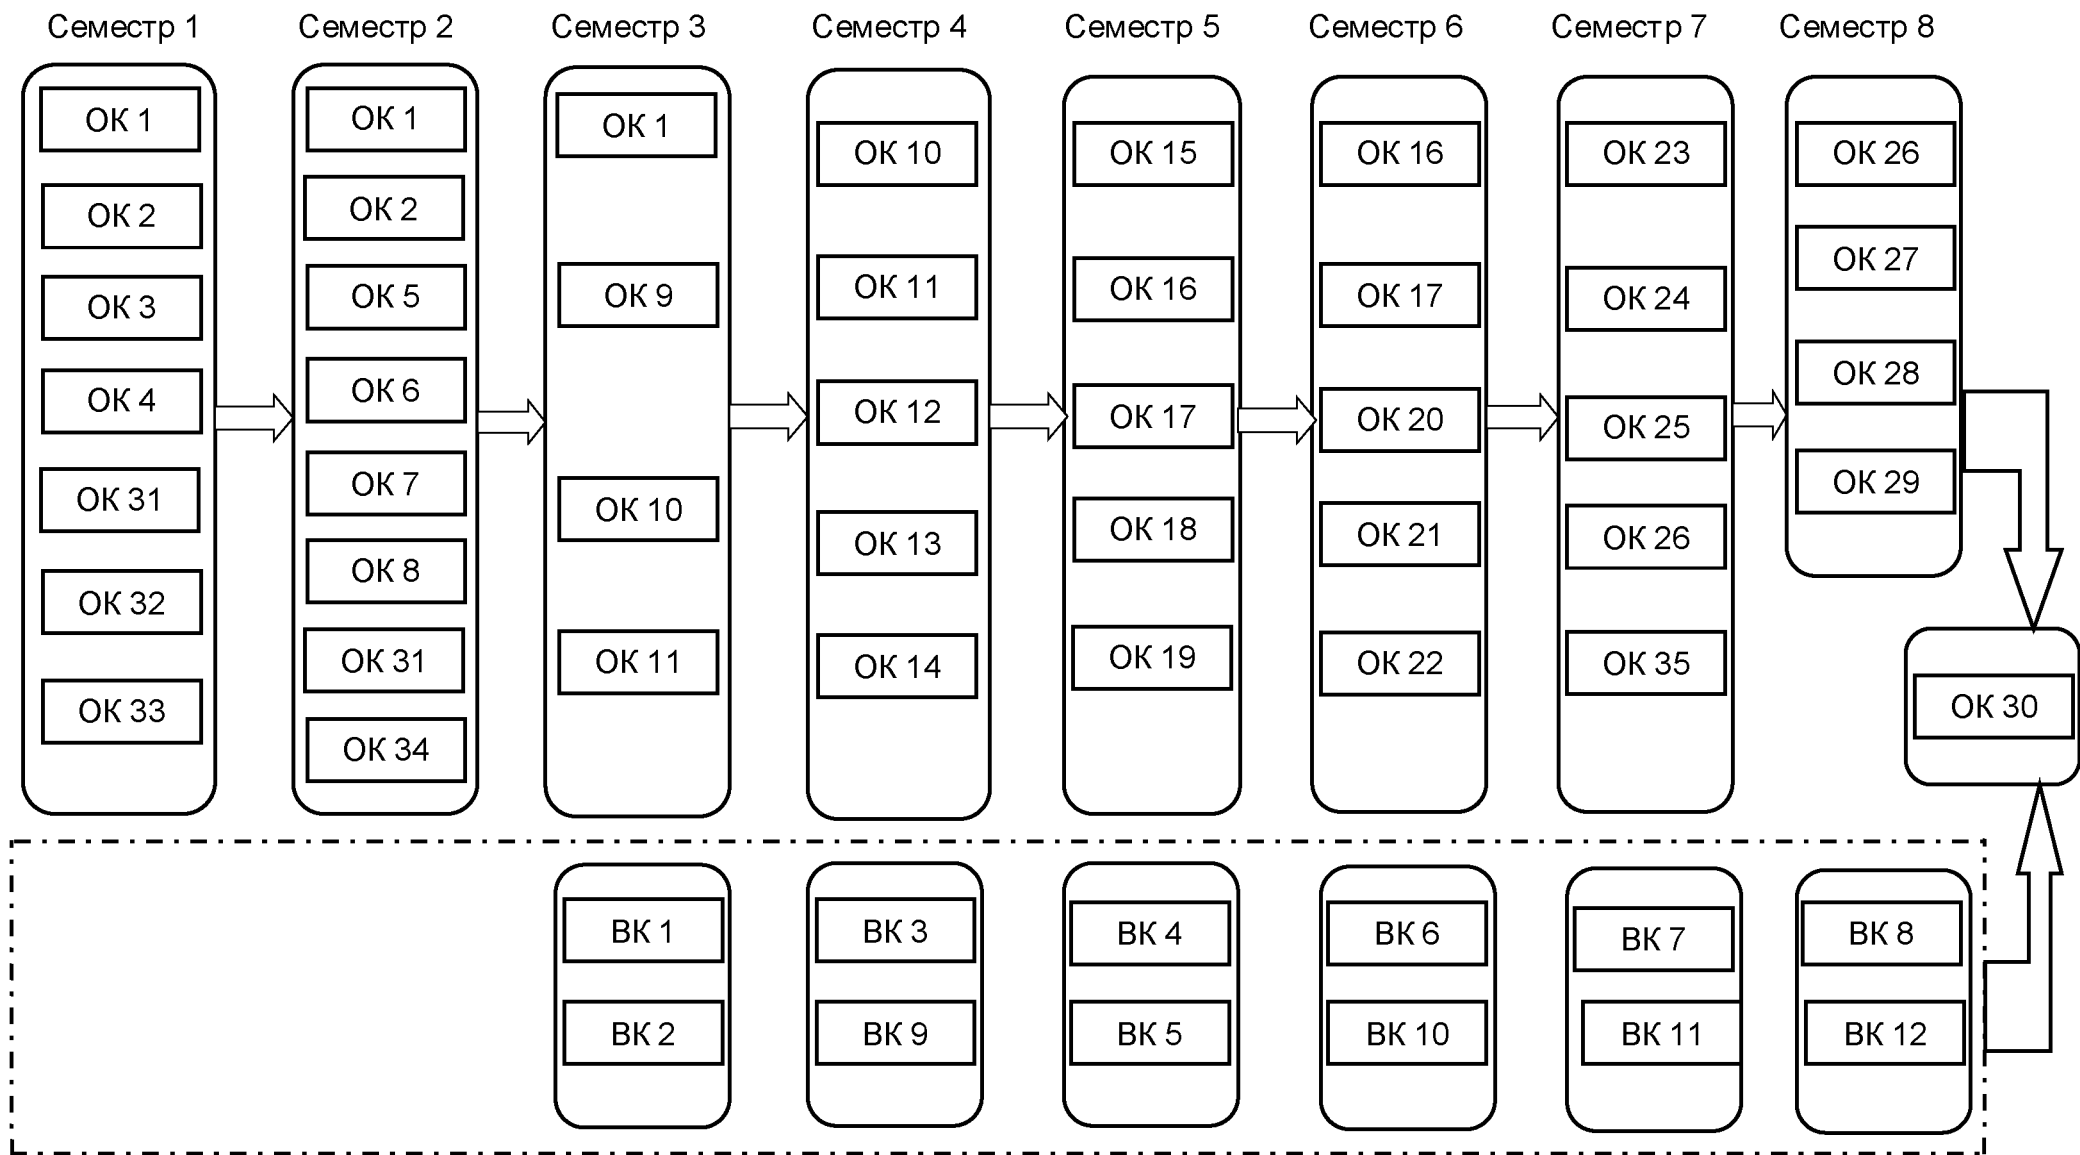 Семестр 1
Семестр 2
Семестр 3
Семестр 4
Семестр 5
Семестр 6
Семестр 7
Семестр 8
ОК 1
ОК 2
ОК 3
ОК 4
ОК 31
ОК 32
ОК 33
ОК 1
ОК 2
ОК 5
ОК 6
ОК 7
ОК 8
ОК 31
ОК 34
ОК 1
ОК 9
ОК 10
ОК 11
ОК 10
ОК 11
ОК 12
ОК 13
ОК 14
ОК 15
ОК 16
ОК 17
ОК 18
ОК 19
ОК 16
ОК 17
ОК 20
ОК 21
ОК 22
ОК 23
ОК 24
ОК 25
ОК 26
ОК 35
ОК 26
ОК 27
ОК 28
ОК 29
ОК 30
ВК 1
ВК 2
ВК 3
ВК 9
ВК 4
ВК 5
ВК 6
ВК 10
ВК 7
ВК 11
ВК 8
ВК 12